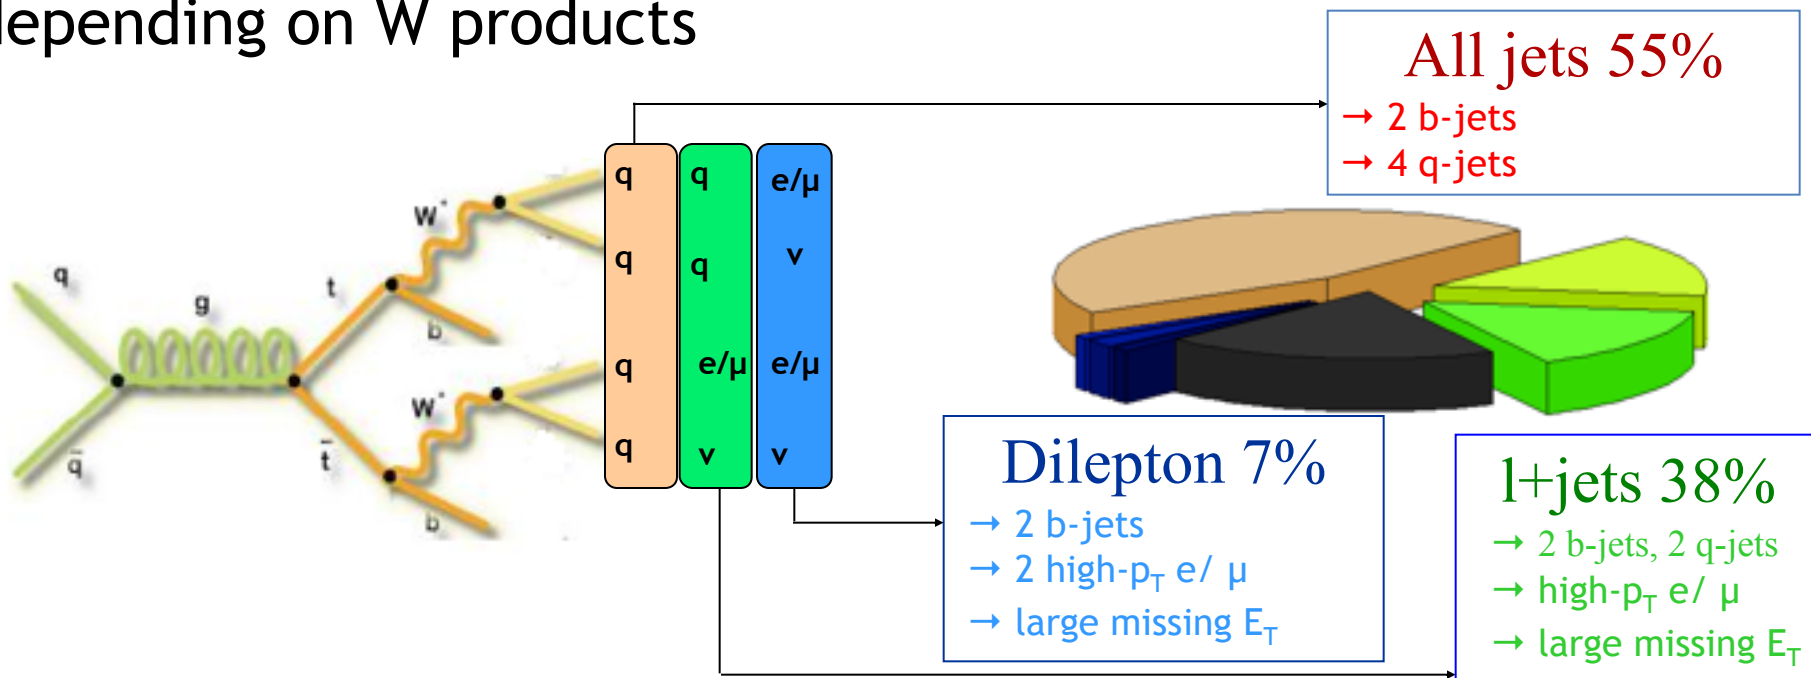 depending on W products
All jets 55%
→ 2 b-jets
→ 4 q-jets
q
q
e/μ
W⁺
q
q
ν
q
g
t
b
q
e/μ
e/μ
W⁻
q̄
t̄
q
ν
ν
b
Dilepton 7%
→ 2 b-jets
→ 2 high-pT e/ μ
→ large missing ET
l+jets 38%
→ 2 b-jets, 2 q-jets
→ high-pT e/ μ
→ large missing ET